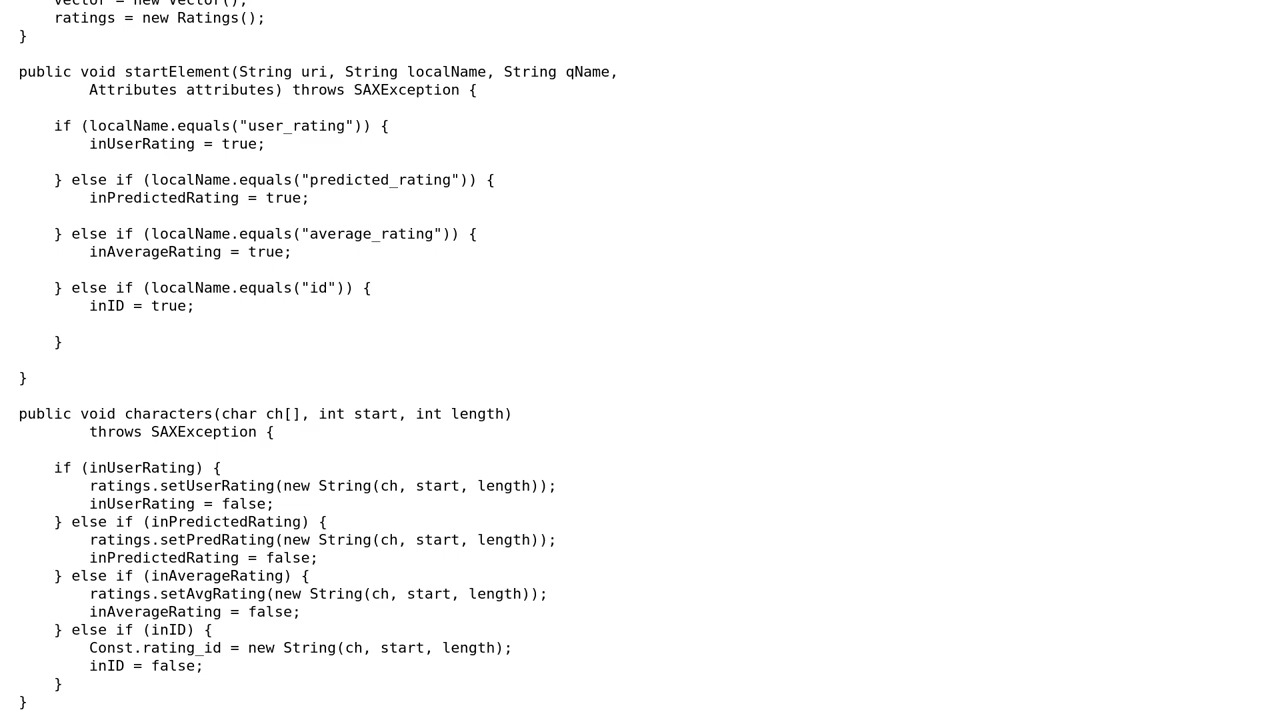 vector = new Vector();
ratings = new Ratings();
}
public void startElement(String uri, String localName, String qName,
Attributes attributes) throws SAXException {
if (localName.equals("user_rating")) {
inUserRating = true;
} else if (localName.equals("predicted_rating")) {
inPredictedRating = true;
} else if (localName.equals("average_rating")) {
inAverageRating = true;
} else if (localName.equals("id")) {
inID = true;
}
}
public void characters(char ch[], int start, int length)
throws SAXException {
if (inUserRating) {
ratings.setUserRating(new String(ch, start, length));
inUserRating = false;
} else if (inPredictedRating) {
ratings.setPredRating(new String(ch, start, length));
inPredictedRating = false;
} else if (inAverageRating) {
ratings.setAvgRating(new String(ch, start, length));
inAverageRating = false;
} else if (inID) {
Const.rating_id = new String(ch, start, length);
inID = false;
}
}